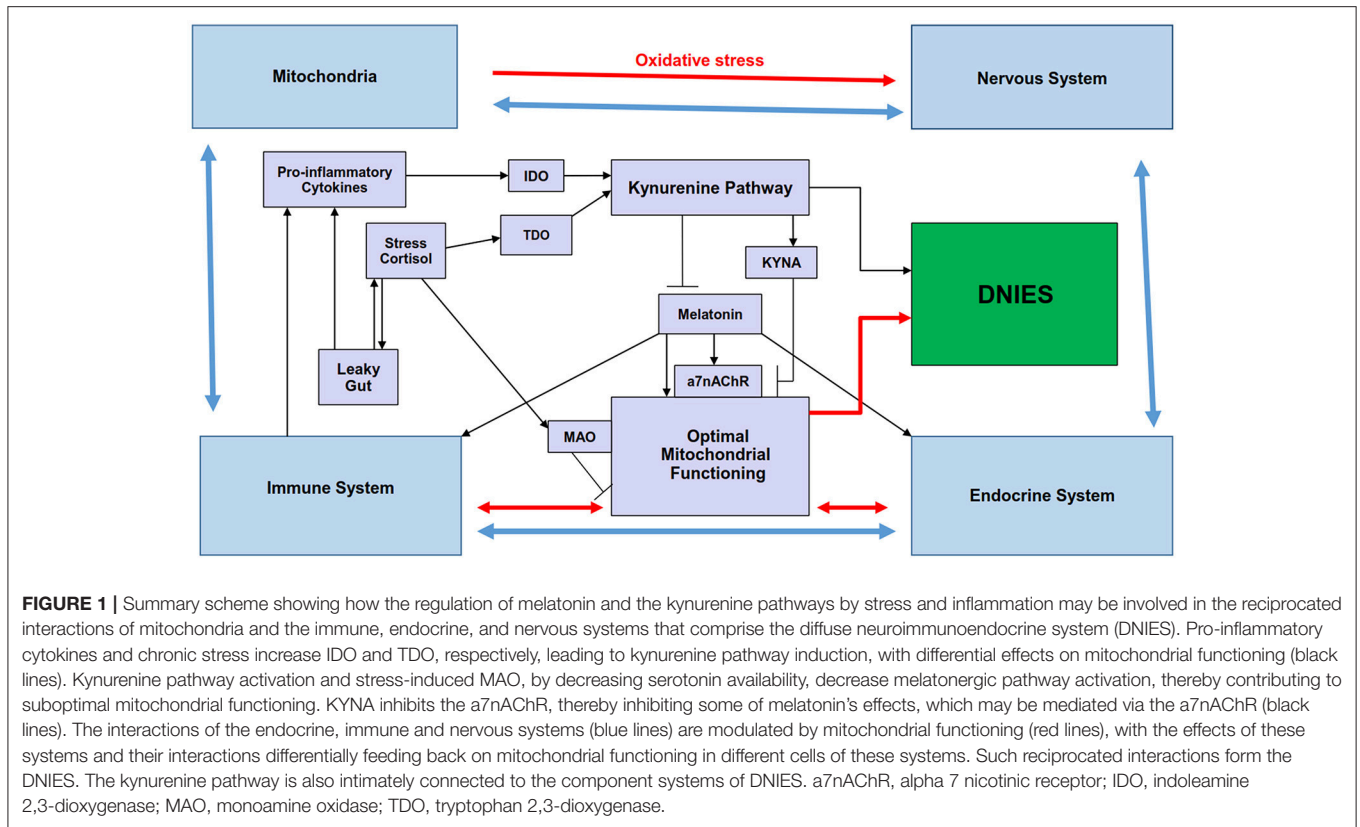 Mitochondria
Oxidative stress
Nervous System
Pro-inflammatory
Cytokines
IDO
Kynurenine Pathway
Stress
Cortisol
TDO
KYNA
DNIES
Melatonin
Leaky
Gut
a7nAChR
MAO
Optimal
Mitochondrial
Functioning
Immune System
Endocrine System
FIGURE 1 | Summary scheme showing how the regulation of melatonin and the kynurenine pathways by stress and inflammation may be involved in the reciprocated
interactions of mitochondria and the immune, endocrine, and nervous systems that comprise the diffuse neuroimmunoendocrine system (DNIES). Pro-inflammatory
cytokines and chronic stress increase IDO and TDO, respectively, leading to kynurenine pathway induction, with differential effects on mitochondrial functioning (black
lines). Kynurenine pathway activation and stress-induced MAO, by decreasing serotonin availability, decrease melatonergic pathway activation, thereby contributing to
suboptimal mitochondrial functioning. KYNA inhibits the a7nAChR, thereby inhibiting some of melatonin's effects, which may be mediated via the a7nAChR (black
lines). The interactions of the endocrine, immune and nervous systems (blue lines) are modulated by mitochondrial functioning (red lines), with the effects of these
systems and their interactions differentially feeding back on mitochondrial functioning in different cells of these systems. Such reciprocated interactions form the
DNIES. The kynurenine pathway is also intimately connected to the component systems of DNIES. a7nAChR, alpha 7 nicotinic receptor; IDO, indoleamine
2,3-dioxygenase; MAO, monoamine oxidase; TDO, tryptophan 2,3-dioxygenase.